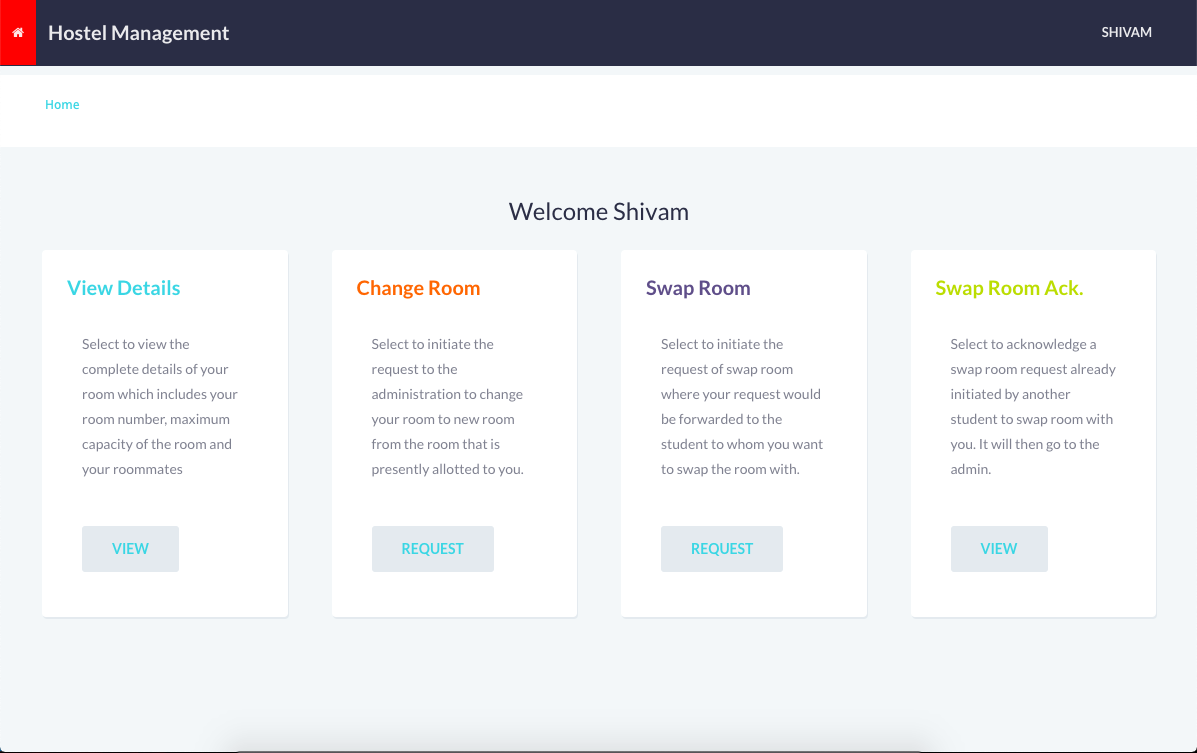 Hostel Management
SHIVAM
Home
Welcome Shivam
View Details
Select to view the
complete details of your
room which includes your
room number, maximum
capacity of the room and
your roommates
VIEW
Change Room
Select to initiate the
request to the
administration to change
your room to new room
from the room that is
presently allotted to you.
REQUEST
Swap Room
Select to initiate the
request of swap room
where your request would
be forwarded to the
student to whom you want
to swap the room with.
REQUEST
Swap Room Ack.
Select to acknowledge a
swap room request already
initiated by another
student to swap room with
you. It will then go to the
admin.
VIEW